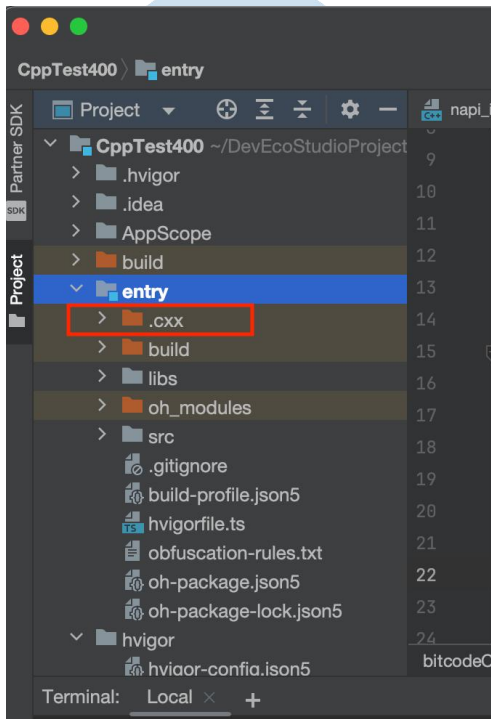 CppTest400 entry
Project
napi_i
Partner SDK
SDK
Project
CppTest400 ~/DevEcoStudioProject
.hvigor
.idea
AppScope
build
entry
.cxx
build
libs
oh_modules
src
.gitignore
build-profile.json5
hvigorfile.ts
obfuscation-rules.txt
oh-package.json5
oh-package-lock.json5
hvigor
hvigor-config.json5
9
10
11
12
13
14
15
16
17
18
19
20
21
22
23
24
bitcodeC
Terminal: Local × +